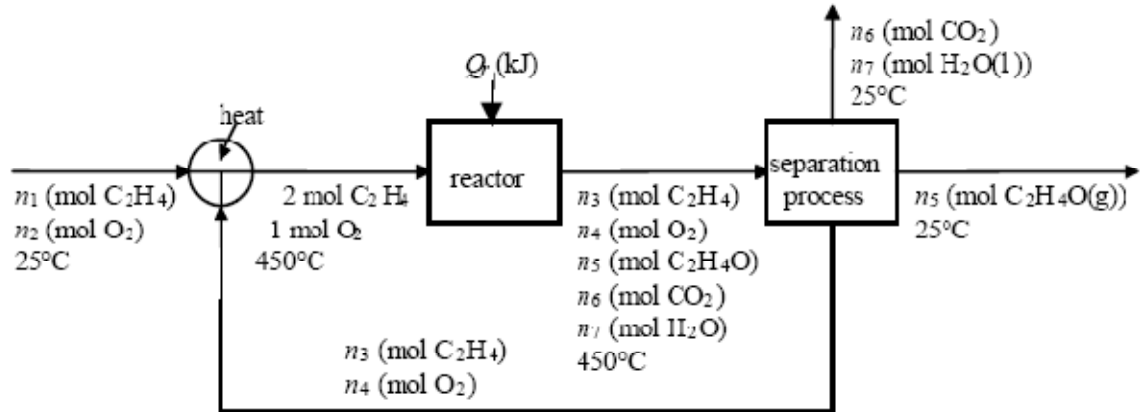 n6 (mol CO2)
n7 (mol H2O(l))
25°C
Qr (kJ)
heat
n1 (mol C2H4)
n2 (mol O2)
25°C
2 mol C2H4
1 mol O2
450°C
reactor
n3 (mol C2H4)
n4 (mol O2)
n5 (mol C2H4O)
n6 (mol CO2)
n7 (mol H2O)
450°C
separation
process
n5 (mol C2H4O(g))
25°C
n3 (mol C2H4)
n4 (mol O2)